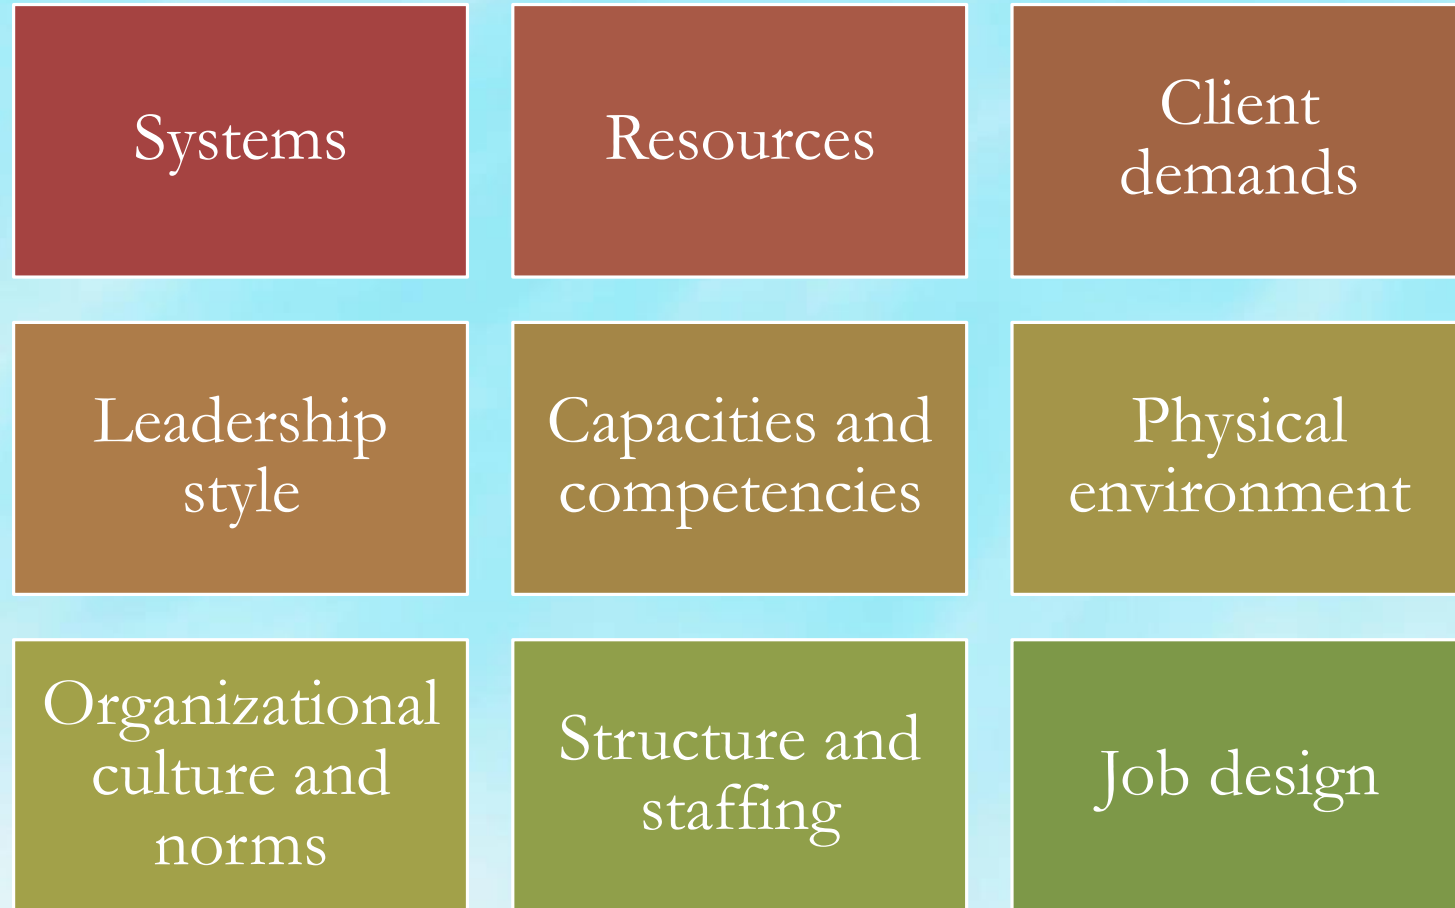 Systems
Resources
Client
demands
Leadership
style
Capacities and
competencies
Physical
environment
Organizational
culture and
norms
Structure and
staffing
Job design